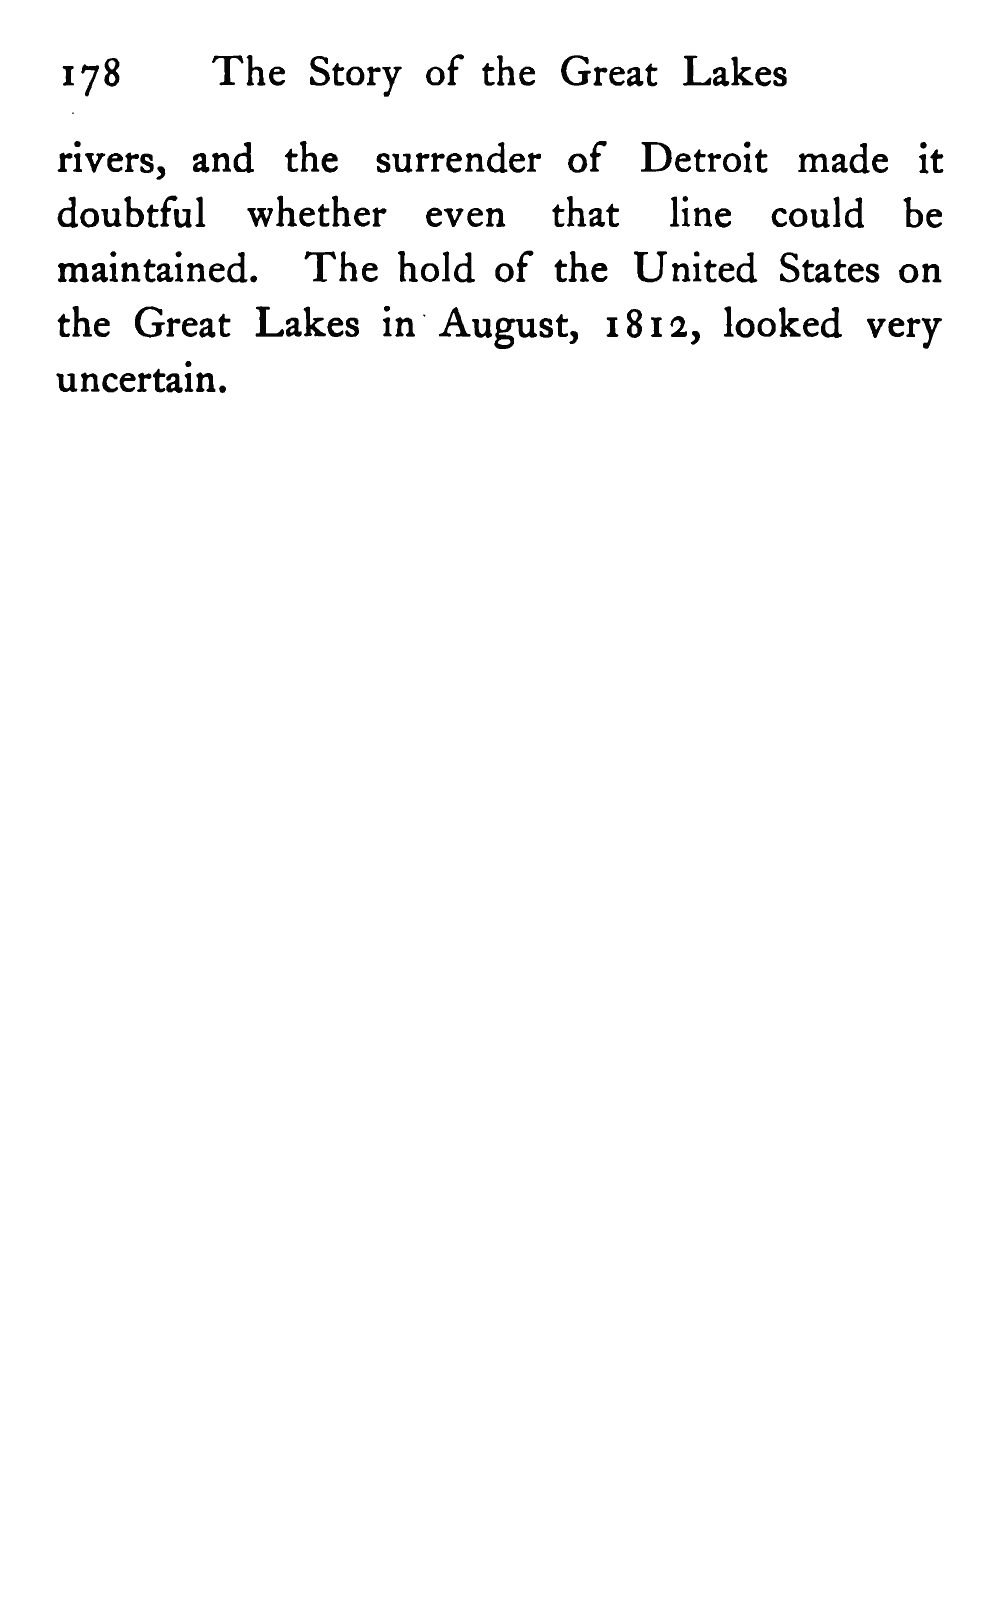 178 The Story of the Great Lakes
rivers, and the surrender of Detroit made it
doubtful whether even that line could be
maintained. The hold of the United States on
the Great Lakes in August, 1812, looked very
uncertain.